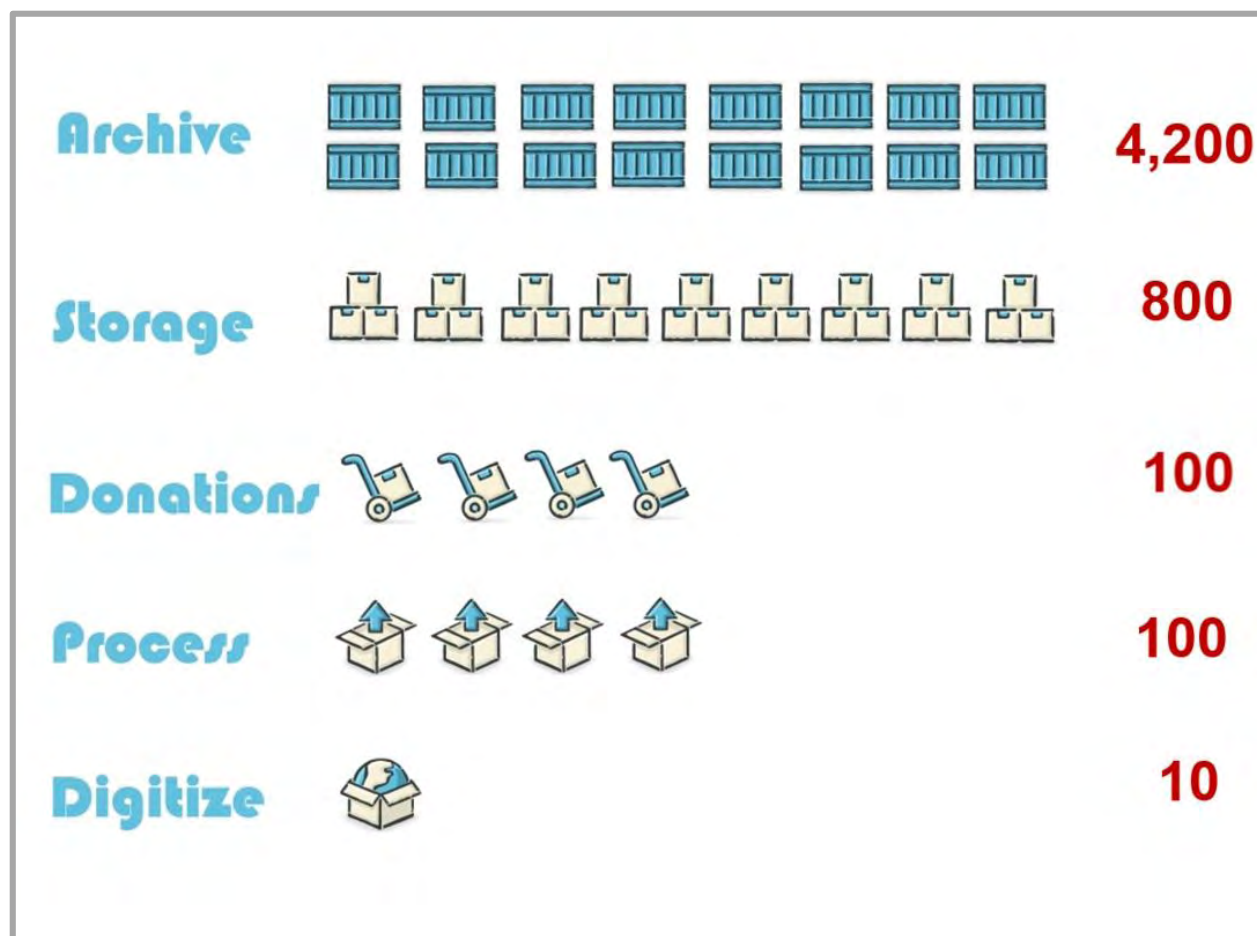 Archive 4,200
Storage 800
Donations 100
Process 100
Digitize 10